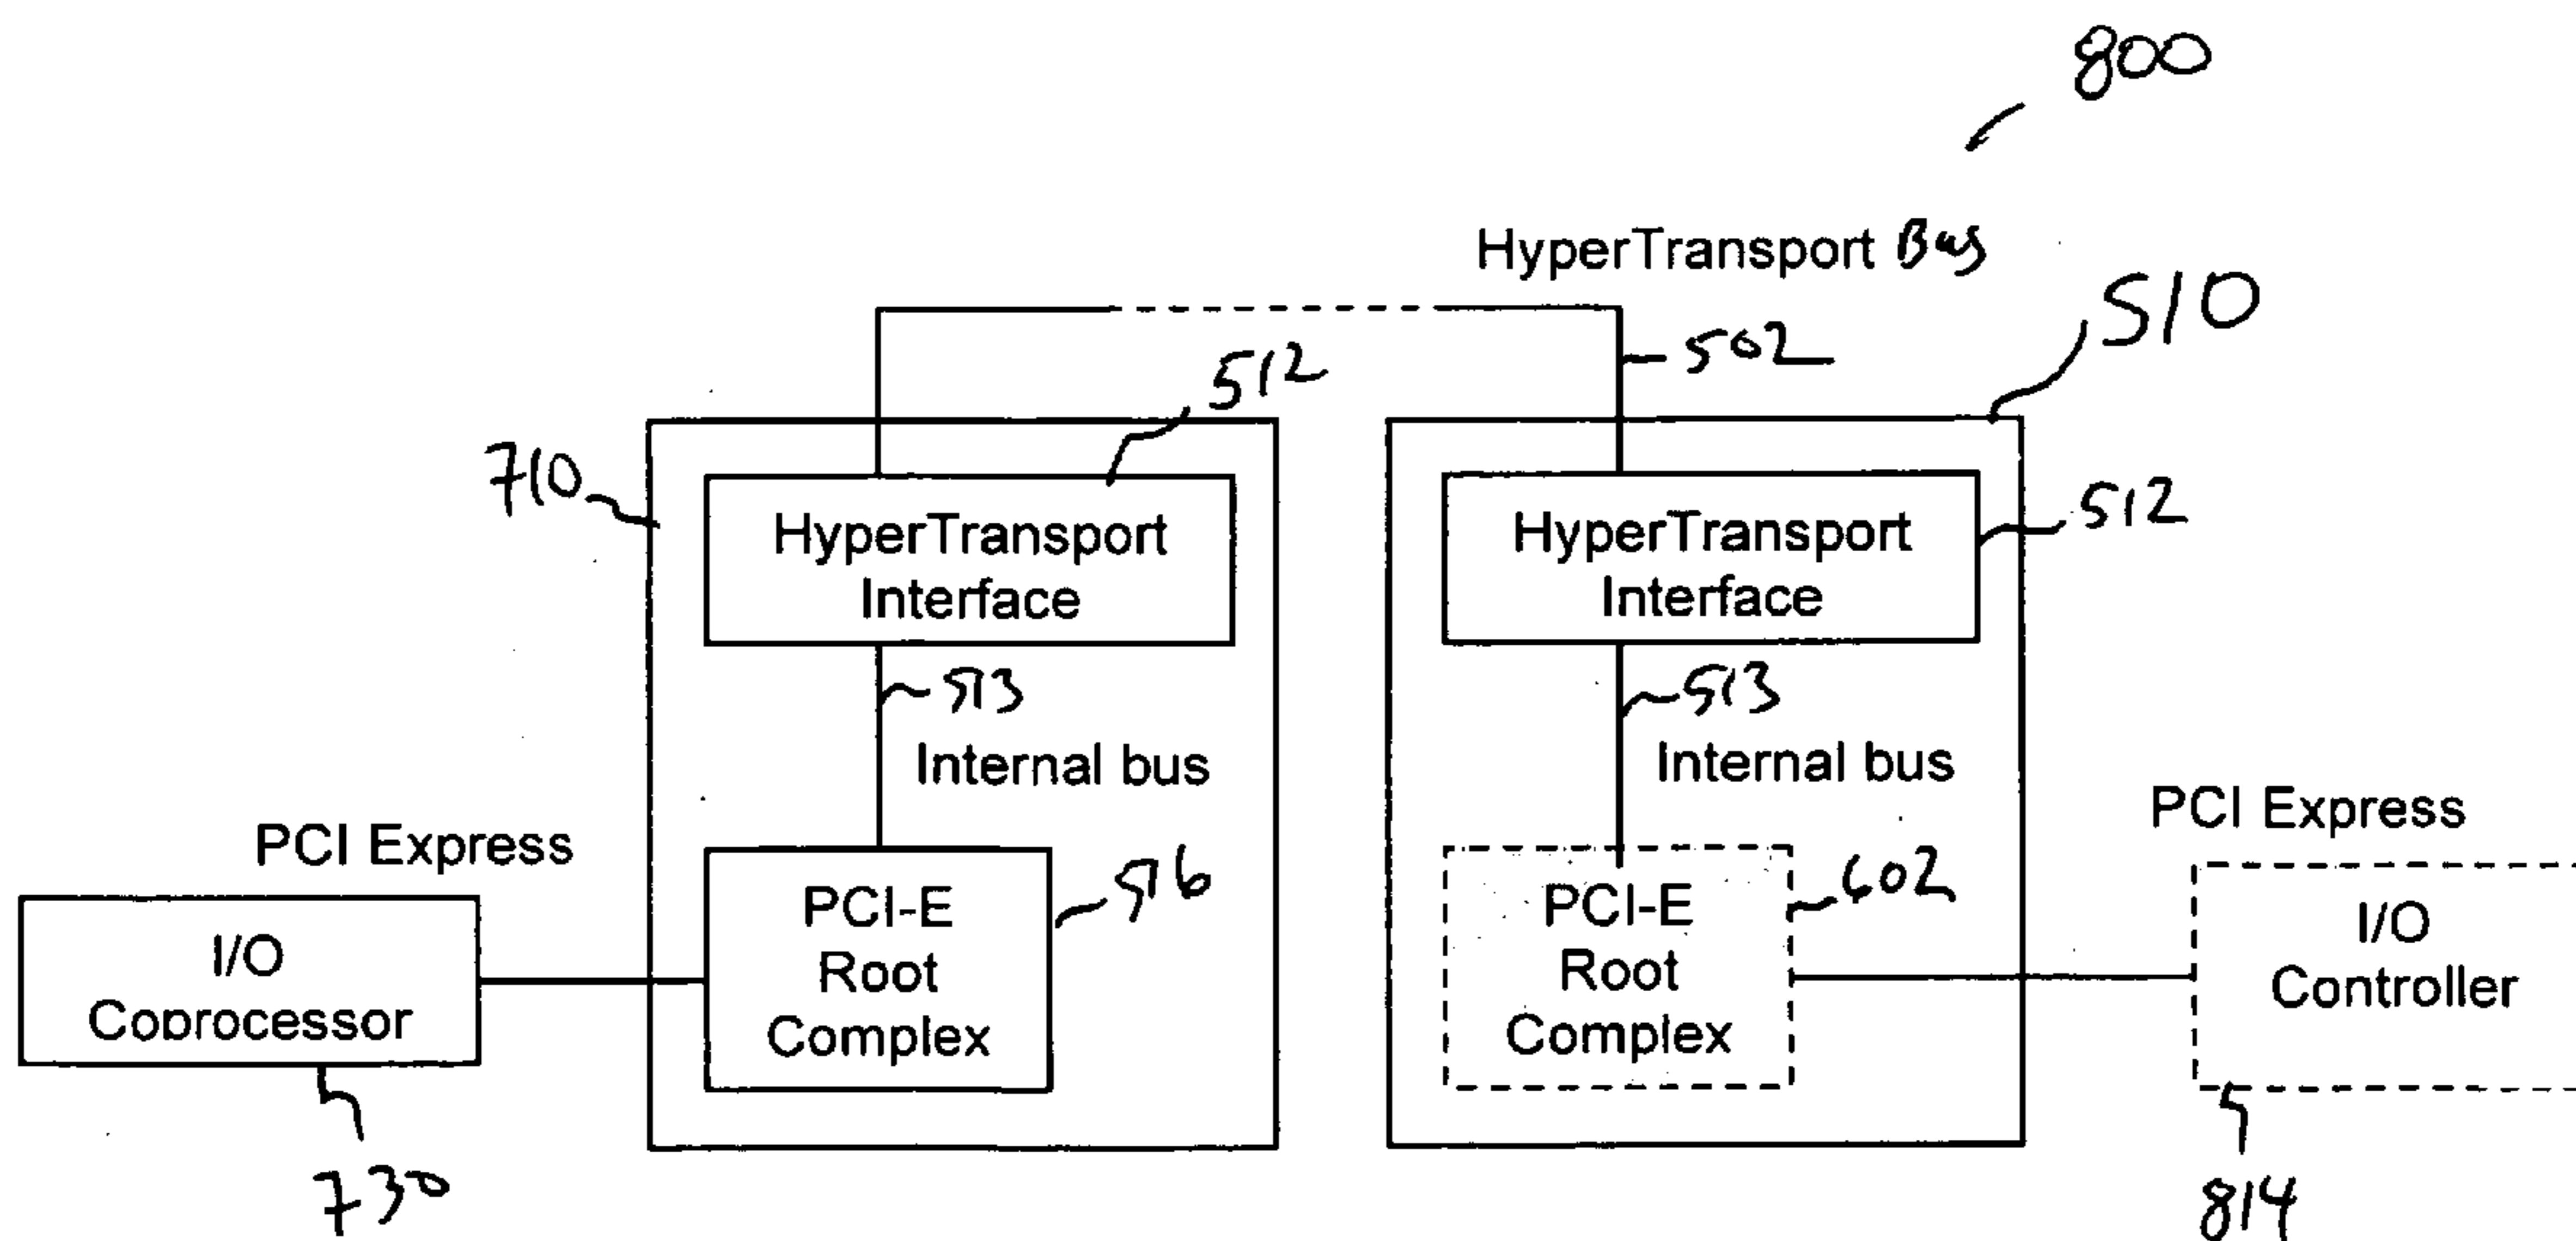 800
HyperTransport Bus
510
502
512
710
HyperTransport
Interface
HyperTransport
Interface
512
513
Internal bus
513
Internal bus
PCI Express
PCI Express
I/O
Coprocessor
PCI-E
Root
Complex
516
PCI-E
Root
Complex
602
I/O
Controller
730
814